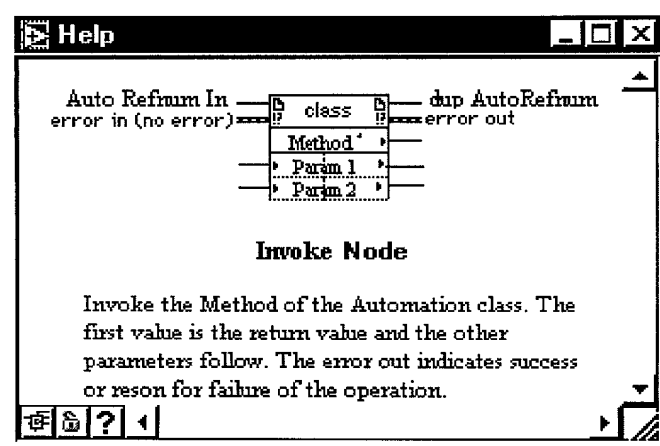 Help
Auto Refnum In
class
dup AutoRefnum
error in (no error)
error out
Method
Param 1
Param 2
Invoke Node
Invoke the Method of the Automation class. The
first value is the return value and the other
parameters follow. The error out indicates success
or reson for failure of the operation.
?